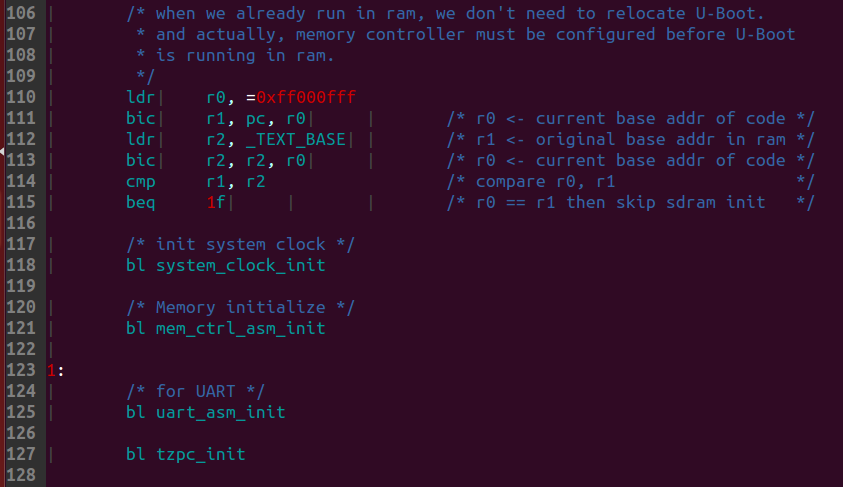 106 /* when we already run in ram, we don't need to relocate U-Boot.
107 * and actually, memory controller must be configured before U-Boot
108 * is running in ram.
109 */
110 ldr r0, =0xff000fff
111 bic r1, pc, r0 /* r0 <- current base addr of code */
112 ldr r2, _TEXT_BASE /* r1 <- original base addr in ram */
113 bic r2, r2, r0 /* r0 <- current base addr of code */
114 cmp r1, r2 /* compare r0, r1 */
115 beq 1f /* r0 == r1 then skip sdram init */
116
117 /* init system clock */
118 bl system_clock_init
119
120 /* Memory initialize */
121 bl mem_ctrl_asm_init
122
123 1:
124 /* for UART */
125 bl uart_asm_init
126
127 bl tzpc_init
128